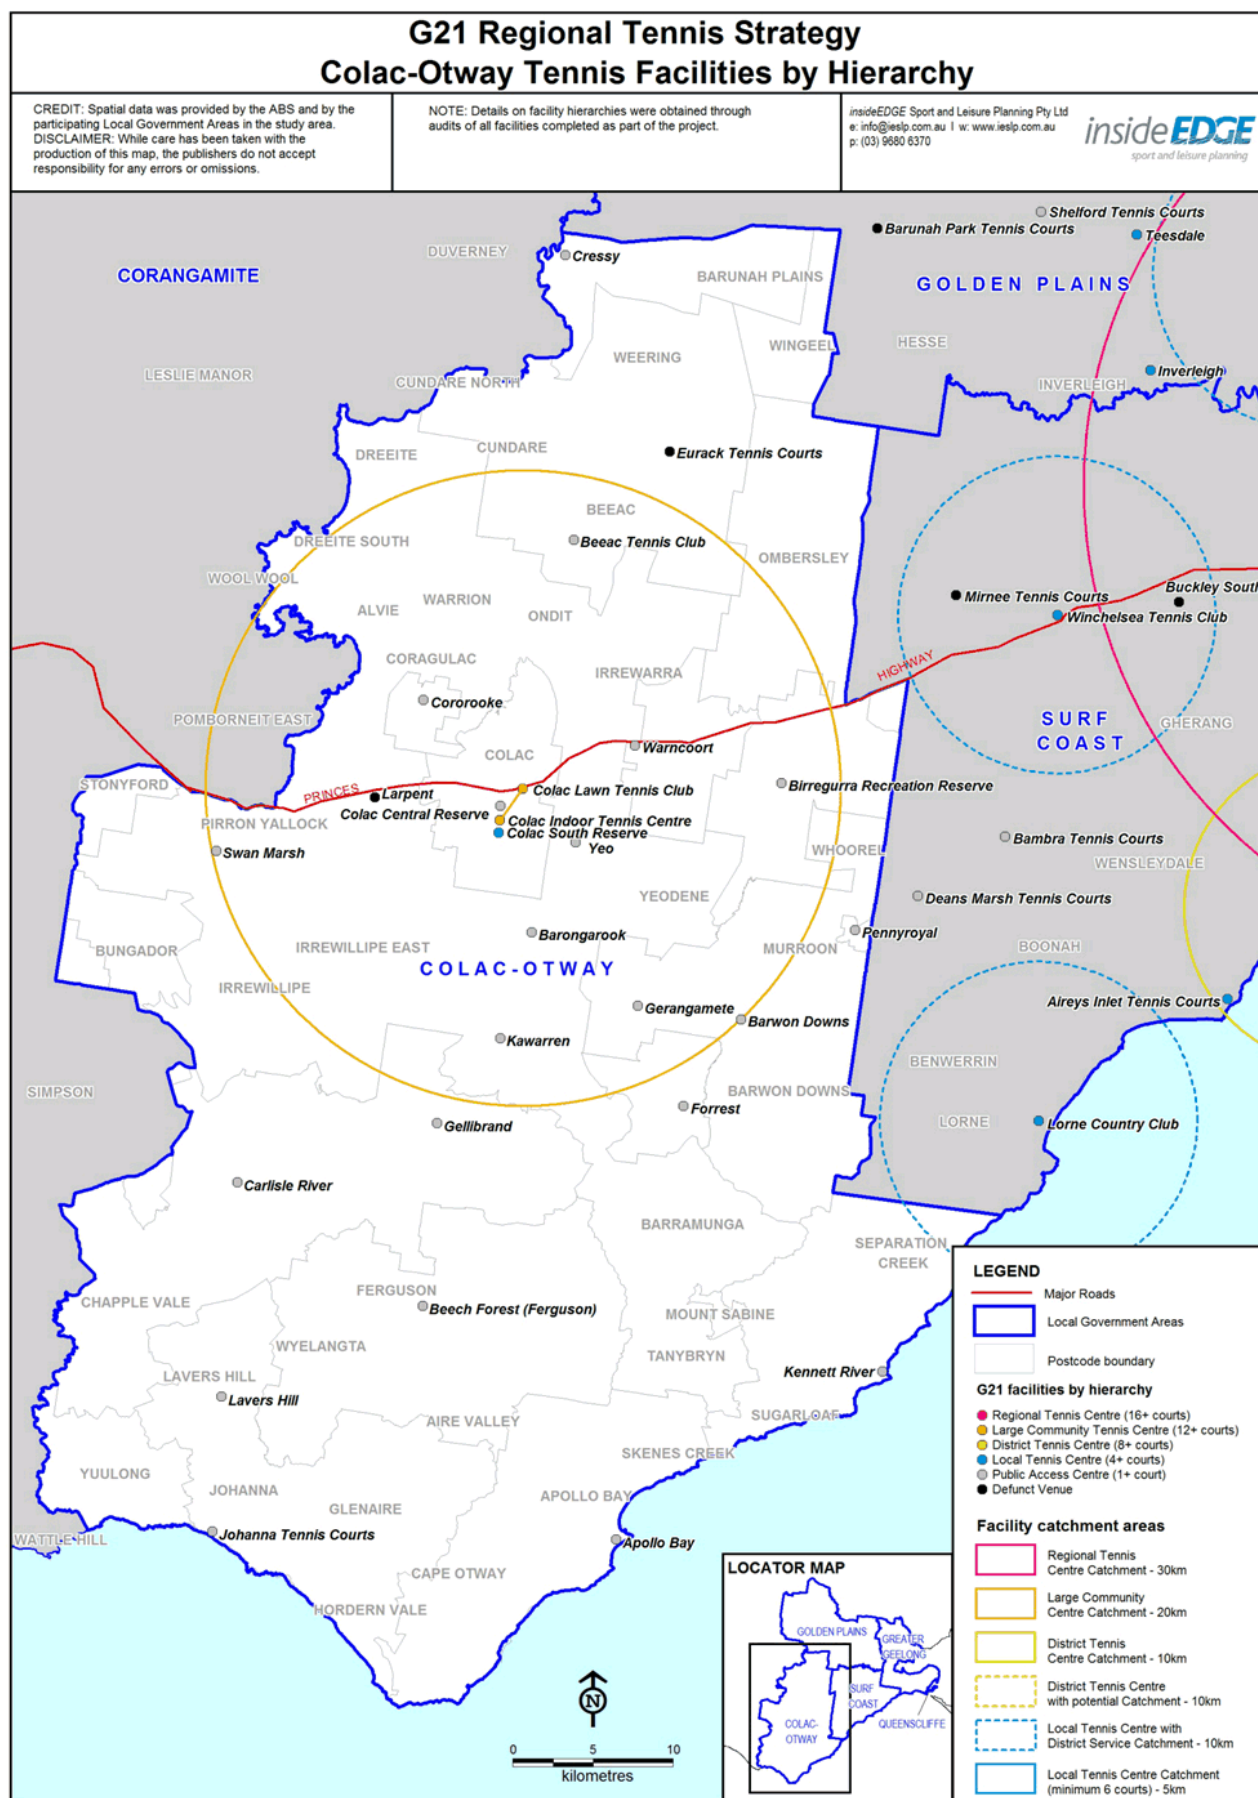 G21 Regional Tennis Strategy
Colac-Otway Tennis Facilities by Hierarchy
CREDIT: Spatial data was provided by the ABS and by the
participating Local Government Areas in the study area.
DISCLAIMER: While care has been taken with the
production of this map, the publishers do not accept
responsibility for any errors or omissions.
NOTE: Details on facility hierarchies were obtained through
audits of all facilities completed as part of the project.
insideEDGE Sport and Leisure Planning Pty Ltd
e: info@ieslp.com.au I w: www.ieslp.com.au
p: (03) 9680 6370
insideEDGE
sport and leisure planning
Shelford Tennis Courts
Barunah Park Tennis Courts
Teesdale
DUVERNEY
Cressy
CORANGAMITE
BARUNAH PLAINS
GOLDEN PLAINS
WINGEEL
HESSE
WEERING
LESLIE MANOR
CUNDARE NORTH
Inverleigh
INVERLEIGH
DREEITE
CUNDARE
Eurack Tennis Courts
BEEAC
DREEITE SOUTH
Beeac Tennis Club
OMBERSLEY
WOOL WOOL
ALVIE
WARRION
ONDIT
Mirnee Tennis Courts
Buckley South
Winchelsea Tennis Club
CORAGULAC
IRREWARRA
HIGHWAY
Cororooke
POMBORNEIT EAST
SURF
COAST
GHERANG
COLAC
Warncoort
STONYFORD
PRINCES
Larpent
Colac Lawn Tennis Club
Birregurra Recreation Reserve
Colac Central Reserve
PIRRON YALLOCK
Colac Indoor Tennis Centre
Colac South Reserve
Yeo
Swan Marsh
WHOOREL
Bambra Tennis Courts
WENSLEYDALE
YEODENE
Deans Marsh Tennis Courts
Barongarook
Pennyroyal
BUNGADOR
IRREWILLIPE EAST
MURROON
BOONAH
COLAC-OTWAY
IRREWILLIPE
Aireys Inlet Tennis Courts
Gerangamete
Barwon Downs
Kawarren
BENWERRIN
SIMPSON
BARWON DOWNS
Forrest
LORNE
Lorne Country Club
Gellibrand
Carlisle River
BARRAMUNGA
SEPARATION
CREEK
FERGUSON
CHAPPLE VALE
Beech Forest (Ferguson)
MOUNT SABINE
WYELANGTA
TANYBRYN
LAVERS HILL
Kennett River
Lavers Hill
AIRE VALLEY
SUGARLOAF
SKENES CREEK
YUULONG
JOHANNA
APOLLO BAY
GLENAIRE
WATTLE HILL
Johanna Tennis Courts
Apollo Bay
CAPE OTWAY
HORDERN VALE
N
0 5 10
kilometres
LOCATOR MAP
GOLDEN PLAINS
GREATER
GEELONG
SURF
COAST
COLAC-
OTWAY
QUEENSCLIFFE
LEGEND
Major Roads
Local Government Areas
Postcode boundary
G21 facilities by hierarchy
Regional Tennis Centre (16+ courts)
Large Community Tennis Centre (12+ courts)
District Tennis Centre (8+ courts)
Local Tennis Centre (4+ courts)
Public Access Centre (1+ court)
Defunct Venue
Facility catchment areas
Regional Tennis
Centre Catchment - 30km
Large Community
Centre Catchment - 20km
District Tennis
Centre Catchment - 10km
District Tennis Centre
with potential Catchment - 10km
Local Tennis Centre with
District Service Catchment - 10km
Local Tennis Centre Catchment
(minimum 6 courts) - 5km